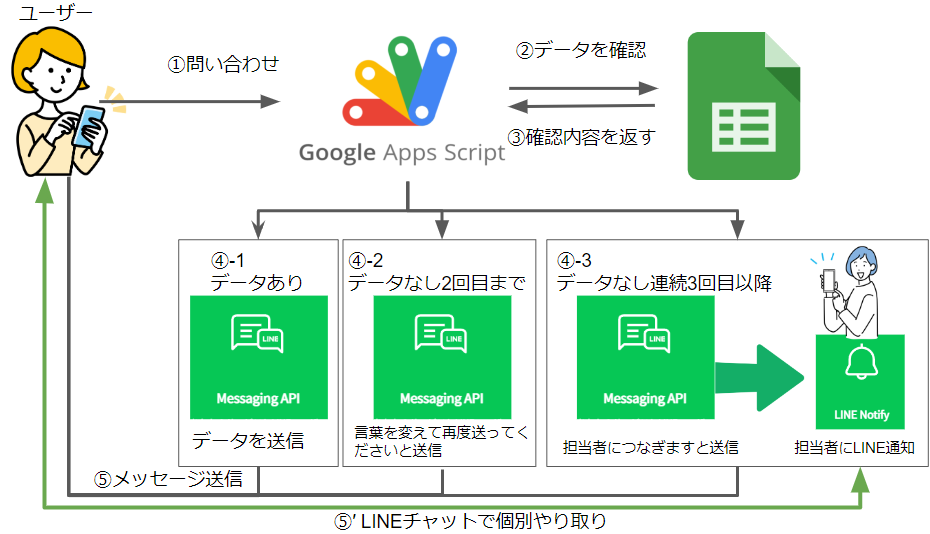 ユーザー
①問い合わせ
②データを確認
③確認内容を返す
Google Apps Script
④-1
データあり
LINE
Messaging API
データを送信
④-2
データなし2回目まで
LINE
Messaging API
言葉を変えて再度送ってく
ださいと送信
④-3
データなし連続3回目以降
LINE
Messaging API
担当者につなぎますと送信
LINE Notify
担当者にLINE通知
⑤メッセージ送信
⑤′ LINEチャットで個別やり取り